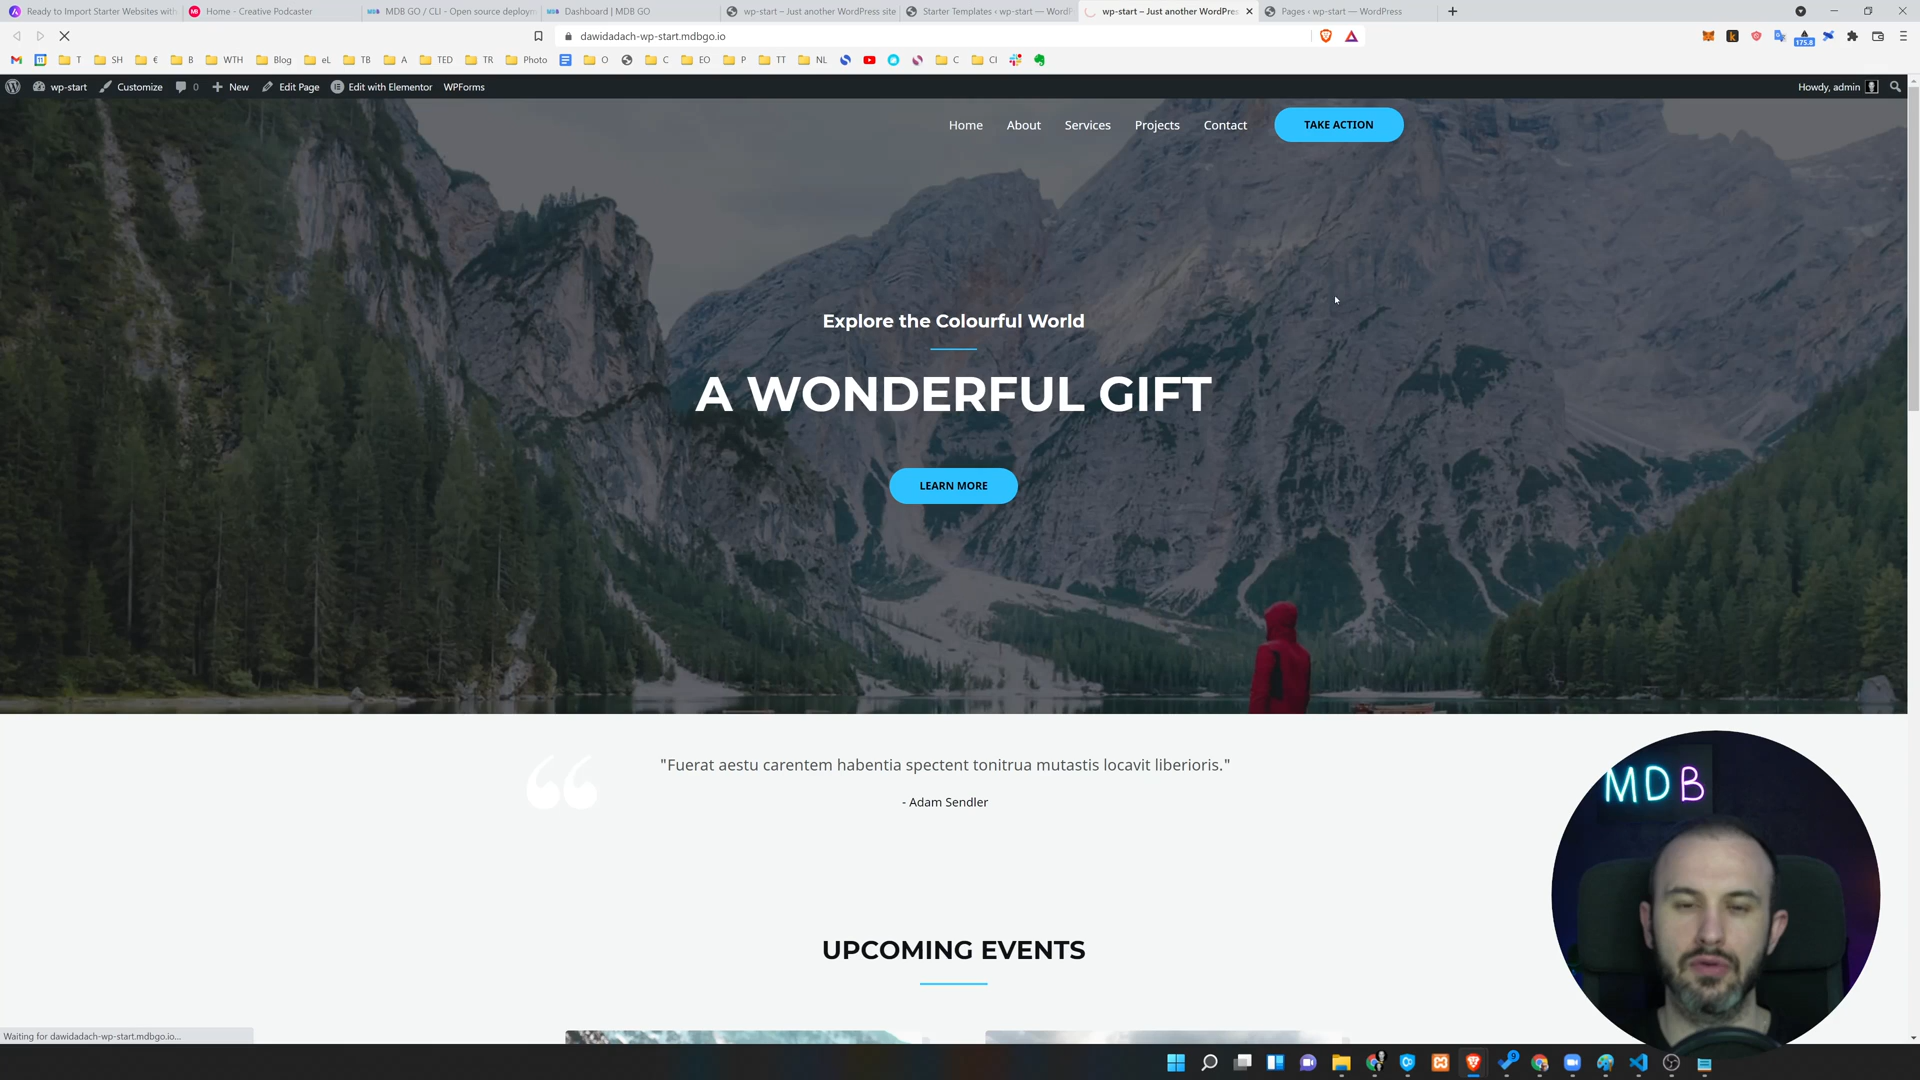 Ready to Import Starter Websites with
Home - Creative Podcaster
MDB GO / CLI - Open source deploym
Dashboard | MDB GO
wp-start – Just another WordPress site
Starter Templates ‹ wp-start — WordP
wp-start – Just another WordPres
Pages ‹ wp-start — WordPress
dawidadach-wp-start.mdbgo.io
175.8
T
SH
€
B
WTH
Blog
eL
TB
A
TED
TR
Photo
O
C
EO
P
TT
NL
C
CI
wp-start
Customize
0
New
Edit Page
Edit with Elementor
WPForms
Howdy, admin
Home
About
Services
Projects
Contact
TAKE ACTION
Explore the Colourful World
A WONDERFUL GIFT
LEARN MORE
"Fuerat aestu carentem habentia spectent tonitrua mutastis locavit liberioris."
- Adam Sendler
MDB
UPCOMING EVENTS
Waiting for dawidadach-wp-start.mdbgo.io...